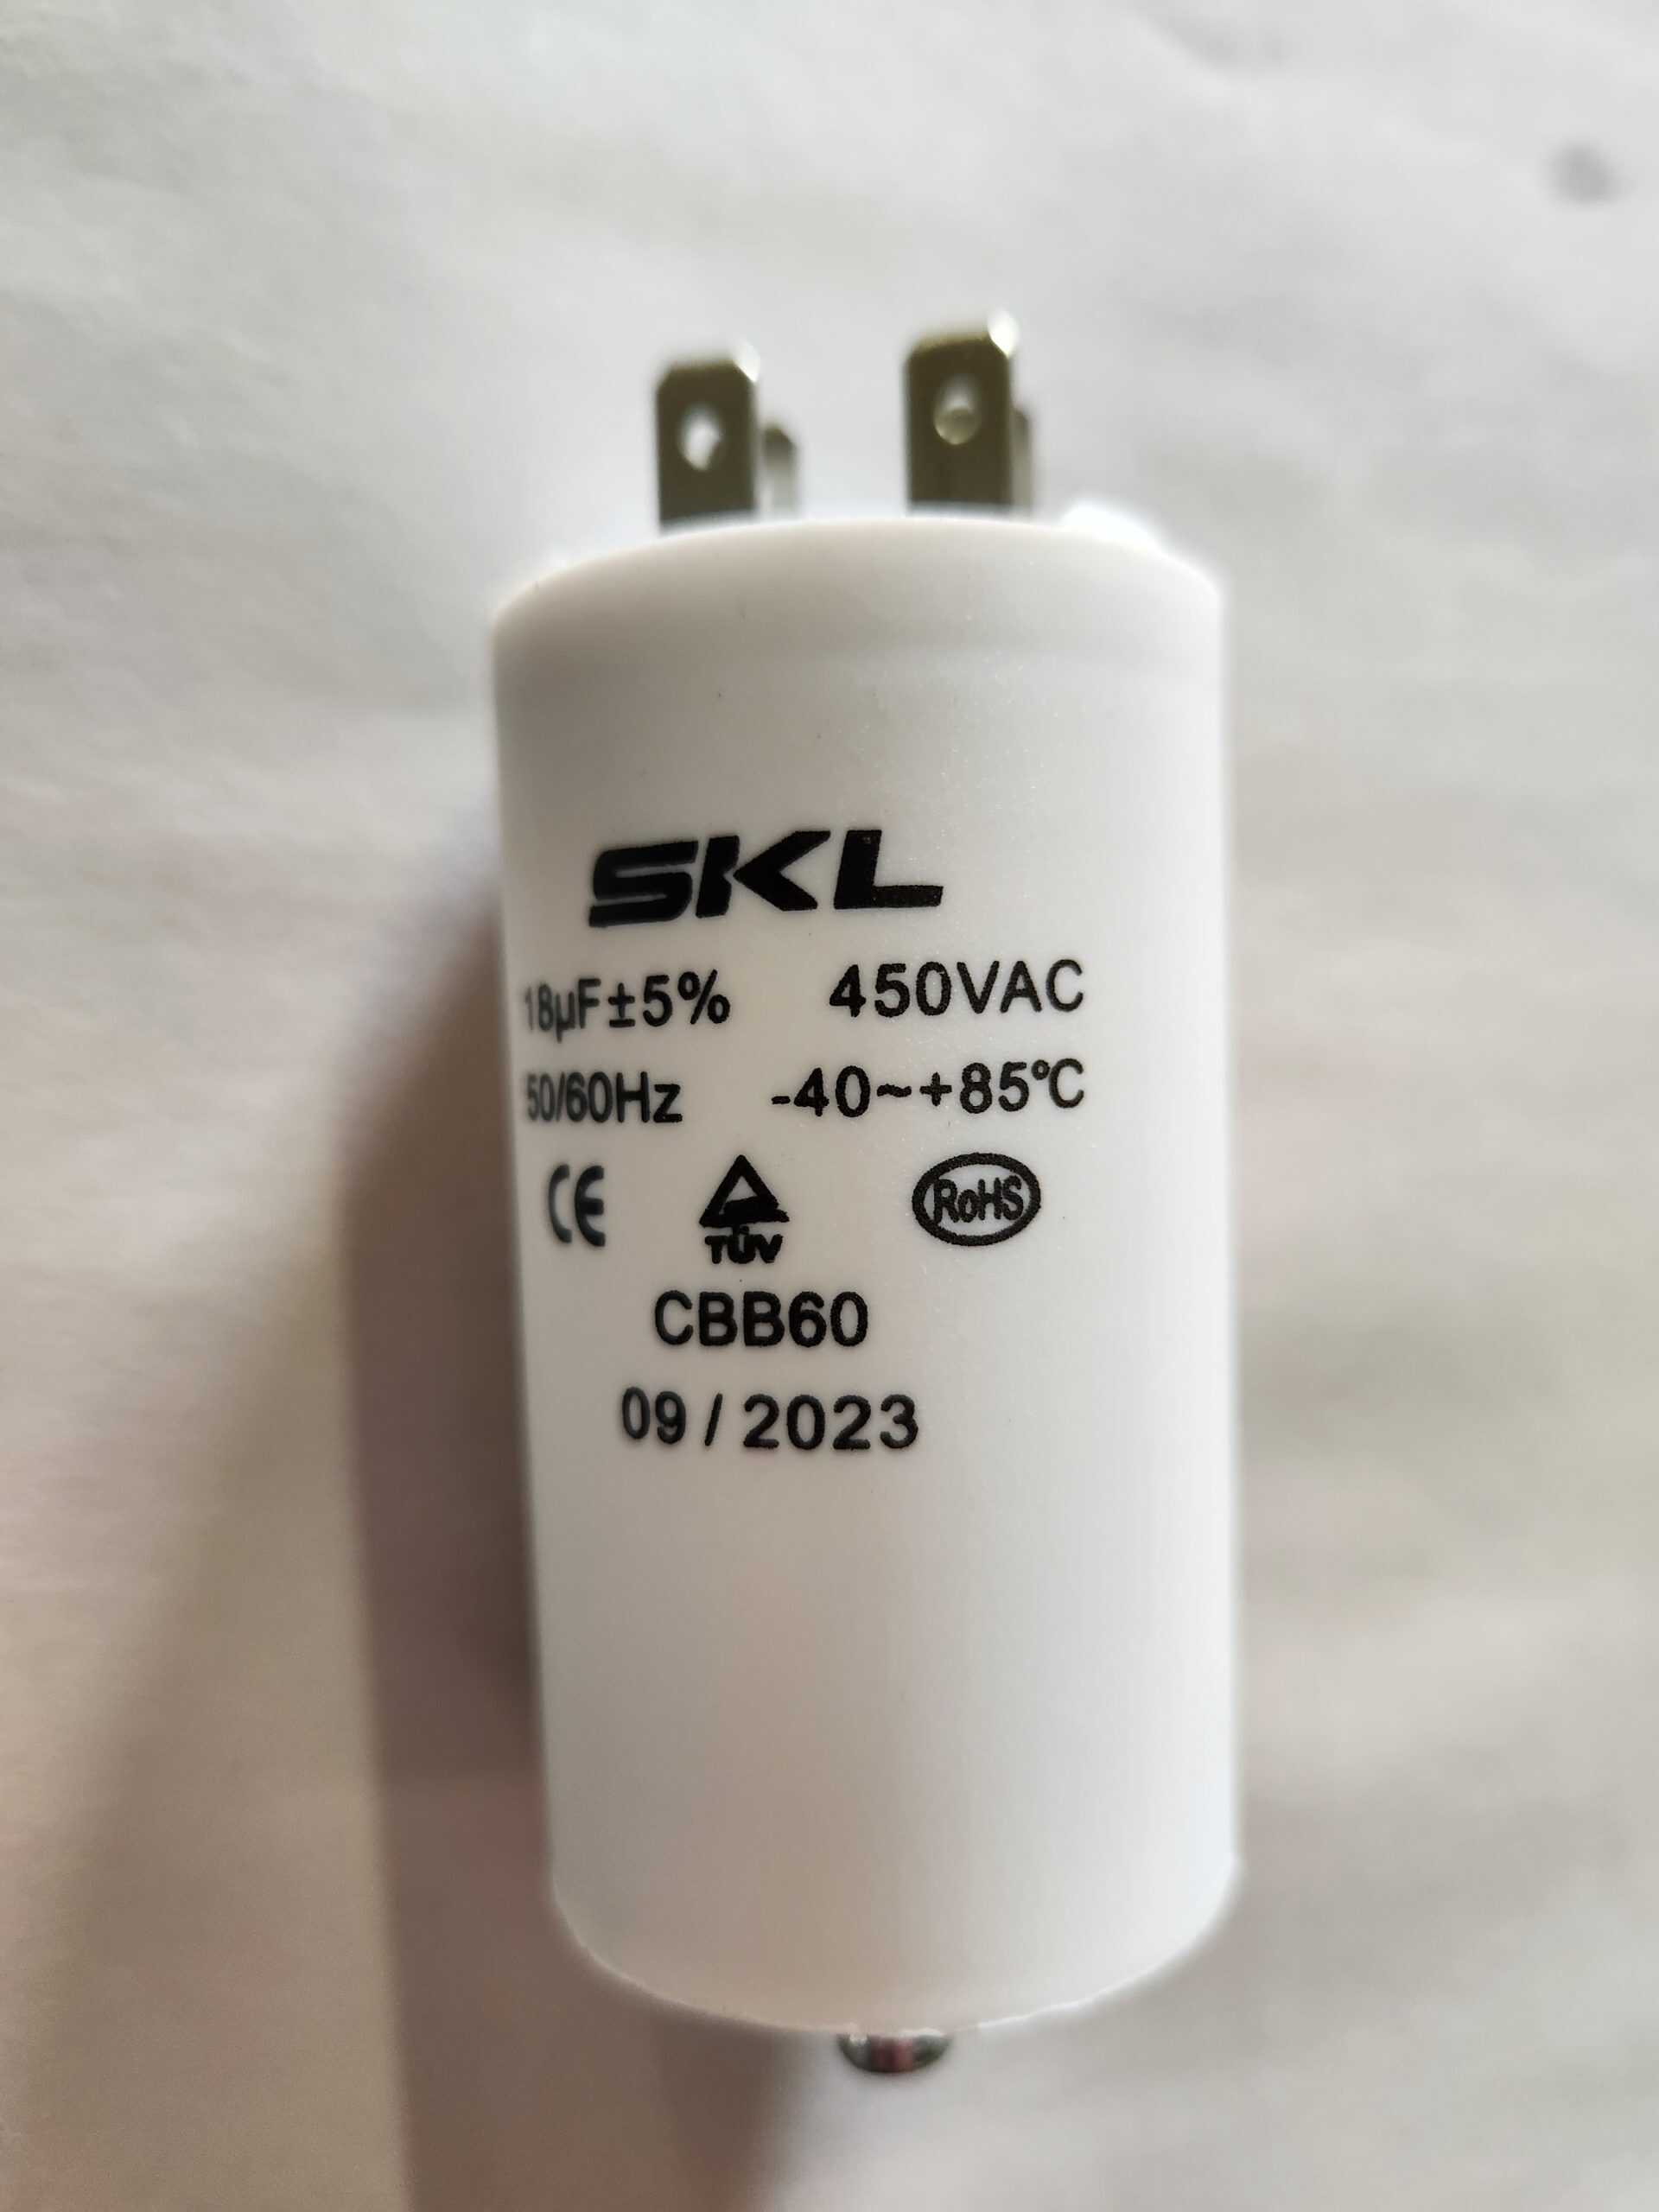 SKL
18µF±5% 450VAC
50/60Hz -40~+85℃
CE TÜV RoHS
CBB60
09 / 2023